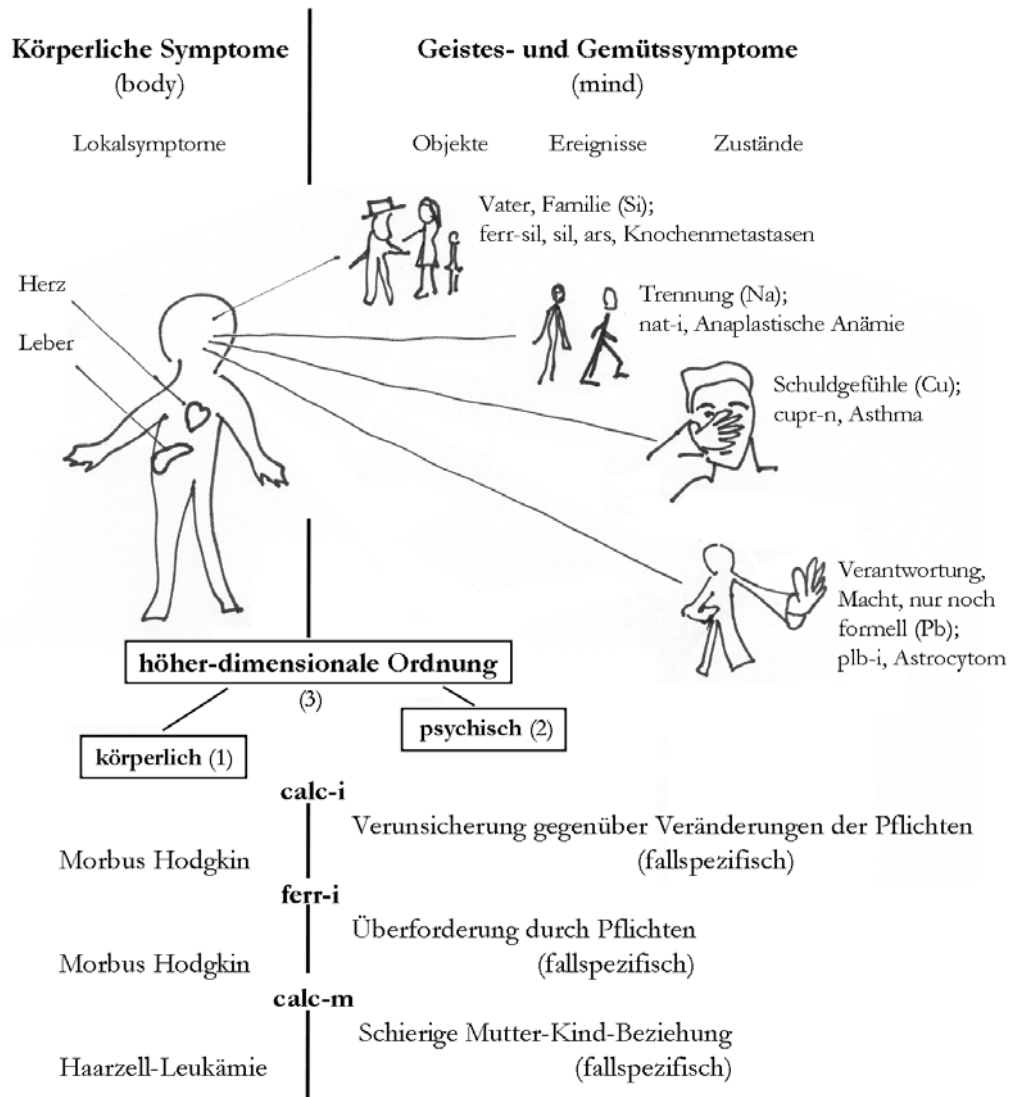 Körperliche Symptome
(body)
Geistes- und Gemütssymptome
(mind)
Lokalsymptome
Objekte Ereignisse Zustände
Vater, Familie (Si);
ferr-sil, sil, ars, Knochenmetastasen
Herz
Leber
Trennung (Na);
nat-i, Anaplastische Anämie
Schuldgefühle (Cu);
cupr-n, Asthma
Verantwortung,
Macht, nur noch
formell (Pb);
plb-i, Astrocytom
höher-dimensionale Ordnung
(3)
körperlich (1)
psychisch (2)
calc-i
Verunsicherung gegenüber Veränderungen der Pflichten
Morbus Hodgkin (fallspezifisch)
ferr-i
Überforderung durch Pflichten
Morbus Hodgkin (fallspezifisch)
calc-m
Schierige Mutter-Kind-Beziehung
Haarzell-Leukämie (fallspezifisch)